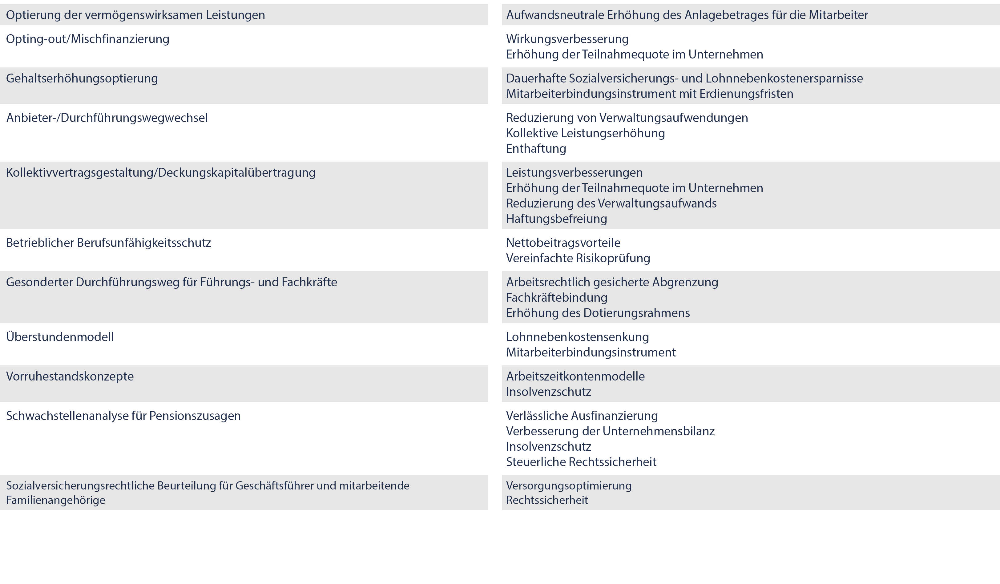 Optierung der vermögenswirksamen Leistungen
Aufwandsneutrale Erhöhung des Anlagebetrages für die Mitarbeiter
Opting-out/Mischfinanzierung
Wirkungsverbesserung
Erhöhung der Teilnahmequote im Unternehmen
Gehaltserhöhungsoptierung
Dauerhafte Sozialversicherungs- und Lohnnebenkostenersparnisse
Mitarbeiterbindungsinstrument mit Erdienungsfristen
Anbieter-/Durchführungswegwechsel
Reduzierung von Verwaltungsaufwendungen
Kollektive Leistungserhöhung
Enthaftung
Kollektivvertragsgestaltung/Deckungskapitalübertragung
Leistungsverbesserungen
Erhöhung der Teilnahmequote im Unternehmen
Reduzierung des Verwaltungsaufwands
Haftungsbefreiung
Betrieblicher Berufsunfähigkeitsschutz
Nettobeitragsvorteile
Vereinfachte Risikoprüfung
Gesonderter Durchführungsweg für Führungs- und Fachkräfte
Arbeitsrechtlich gesicherte Abgrenzung
Fachkräftebindung
Erhöhung des Dotierungsrahmens
Überstundenmodell
Lohnnebenkostensenkung
Mitarbeiterbindungsinstrument
Vorruhestandskonzepte
Arbeitszeitkontenmodelle
Insolvenzschutz
Schwachstellenanalyse für Pensionszusagen
Verlässliche Ausfinanzierung
Verbesserung der Unternehmensbilanz
Insolvenzschutz
Steuerliche Rechtssicherheit
Sozialversicherungsrechtliche Beurteilung für Geschäftsführer und mitarbeitende
Familienangehörige
Versorgungsoptimierung
Rechtssicherheit